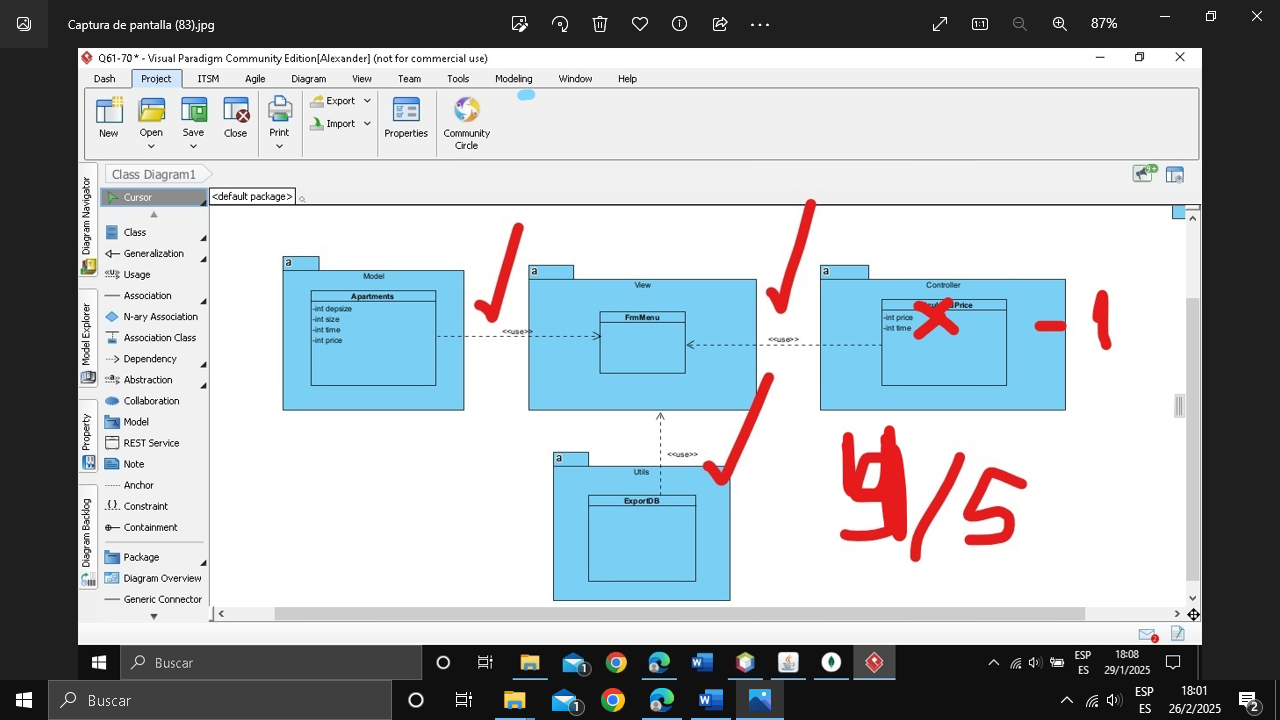 Captura de pantalla (83).jpg
87%
Q61-70 * - Visual Paradigm Community Edition[Alexander] (not for commercial use)
Dash Project ITSM Agile Diagram View Team Tools Modeling Window Help
New Open Save Close Print Export Import Properties Community Circle
Class Diagram1
Cursor <default package>
Diagram Navigator
Model Explorer
Property
Diagram Backlog
Class
Generalization
Usage
Association
N-ary Association
Association Class
Dependency
Abstraction
Collaboration
Model
REST Service
Note
Anchor
Constraint
Containment
Package
Diagram Overview
Generic Connector
a
Model
Apartments
-int depsize
-int size
-int time
-int price
<<use>>
a
View
FrmMenu
<<use>>
a
Controller
Price
-int price
-int time
- 1
<<use>>
a
Utils
ExportDB
/5
2
Buscar
1
ESP
ES
18:08
29/1/2025
Buscar
1
ESP
ES
18:01
26/2/2025
2